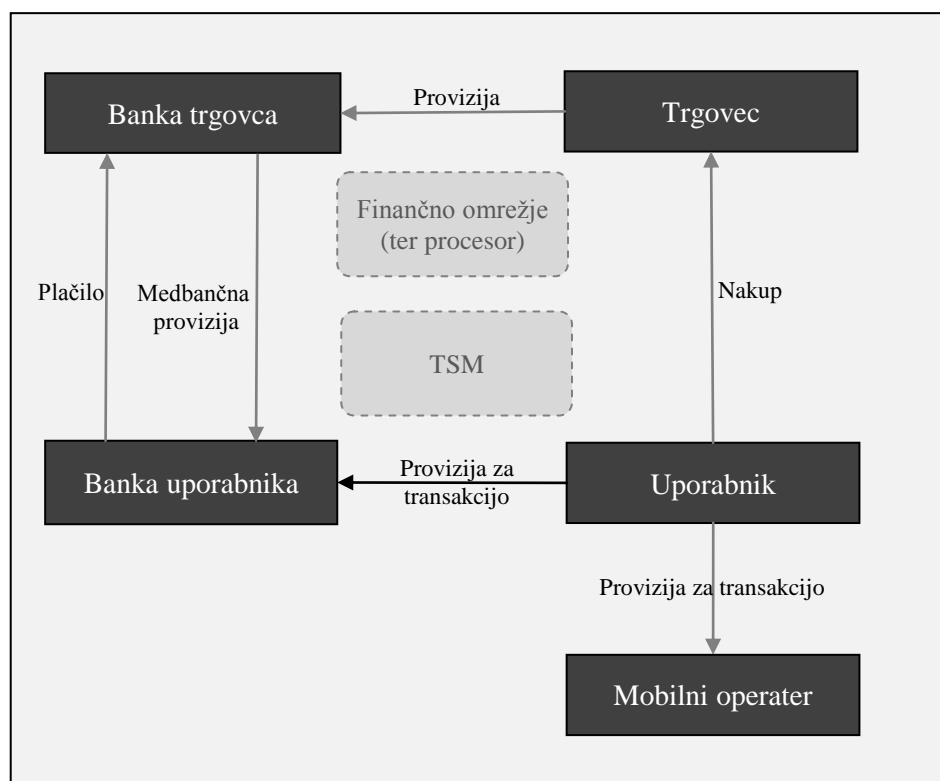 Banka trgovca
Provizija
Trgovec
Finančno omrežje
(ter procesor)
Plačilo
Medbančna
provizija
Nakup
TSM
Banka uporabnika
Provizija za
transakcijo
Uporabnik
Provizija za transakcijo
Mobilni operater